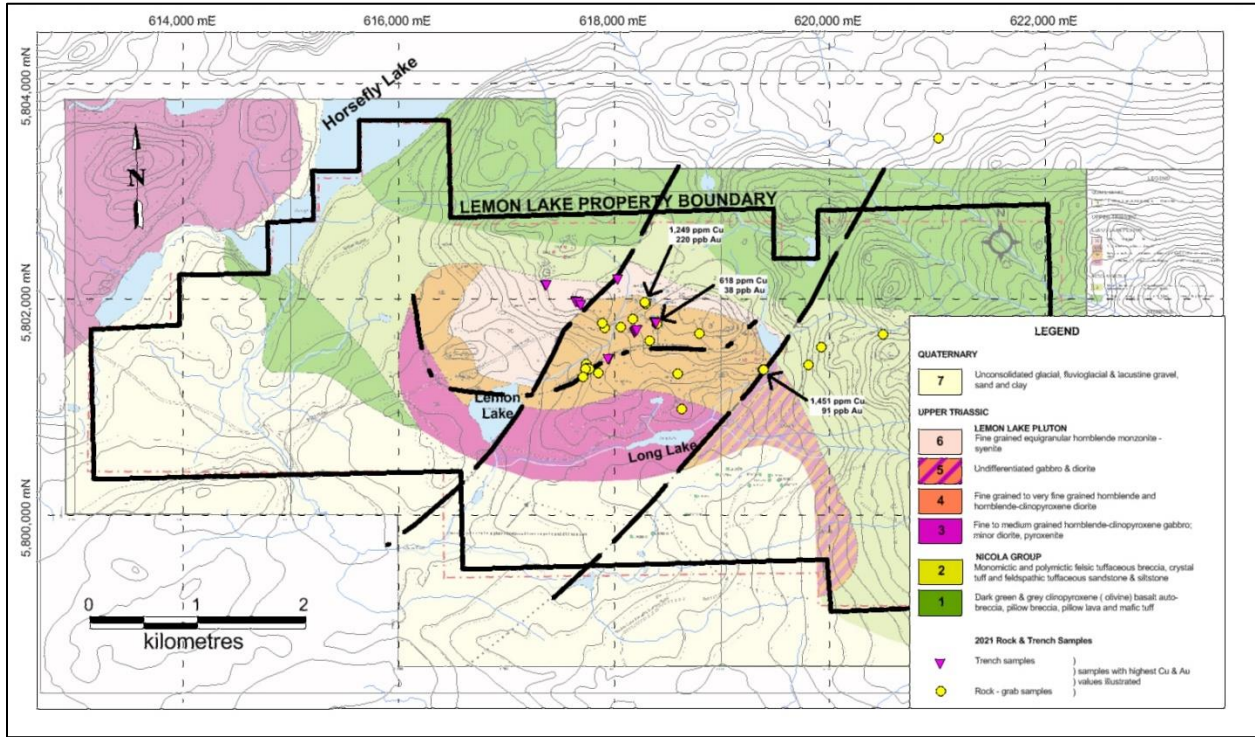 614,000 mE
616,000 mE
618,000 mE
620,000 mE
622,000 mE
5,804,000 mN
Horsefly Lake
N
LEMON LAKE PROPERTY BOUNDARY
1,249 ppm Cu
220 ppb Au
618 ppm Cu
38 ppb Au
5,802,000 mN
Lemon
Lake
1,451 ppm Cu
91 ppb Au
Long Lake
5,800,000 mN
0 1 2
kilometres
LEGEND
QUATERNARY
7 Unconsolidated glacial, fluvioglacial & lacustine gravel,
sand and clay
UPPER TRIASSIC
LEMON LAKE PLUTON
6 Fine grained equigranular hornblende monzonite -
syenite
5 Undifferentiated gabbro & diorite
4 Fine grained to very fine grained hornblende and
hornblende-clinopyroxene diorite
3 Fine to medium grained hornblende-clinopyroxene gabbro;
minor diorite, pyroxenite
NICOLA GROUP
2 Monomictic and polymictic felsic tuffaceous breccia, crystal
tuff and feldspathic tuffaceous sandstone & siltstone
1 Dark green & grey clinopyroxene ( olivine) basalt auto-
breccia, pillow breccia, pillow lava and mafic tuff
2021 Rock & Trench Samples
Trench samples )
) samples with highest Cu & Au
) values illustrated
Rock - grab samples )